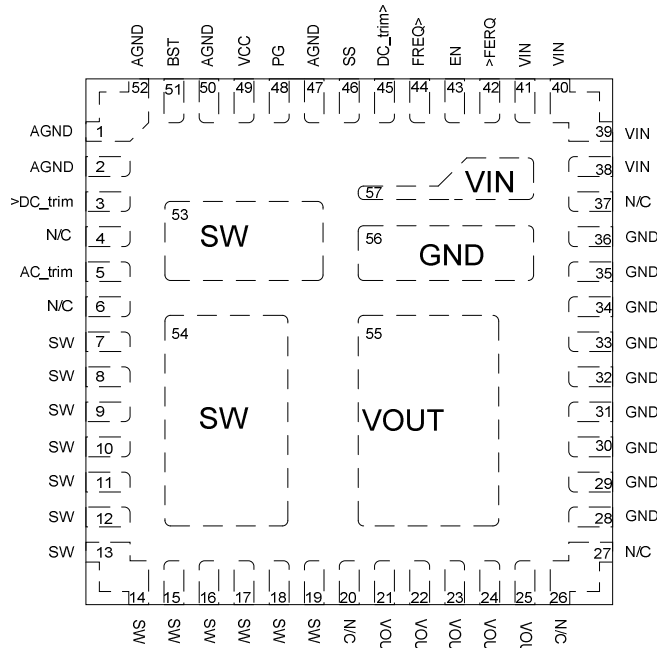 AGND BST AGND VCC PG AGND SS DC_trim> FREQ> EN >FERQ VIN VIN
52 51 50 49 48 47 46 45 44 43 42 41 40
AGND 1 39 VIN
AGND 2 38 VIN
>DC_trim 3 37 N/C
N/C 4 36 GND
AC_trim 5 35 GND
N/C 6 34 GND
SW 7 33 GND
SW 8 32 GND
SW 9 31 GND
SW 10 30 GND
SW 11 29 GND
SW 12 28 GND
SW 13 27 N/C
57 VIN
53 SW
56 GND
54 SW
55 VOUT
14 15 16 17 18 19 20 21 22 23 24 25 26
SW SW SW SW SW SW N/C VOU VOU VOU VOU VOU N/C